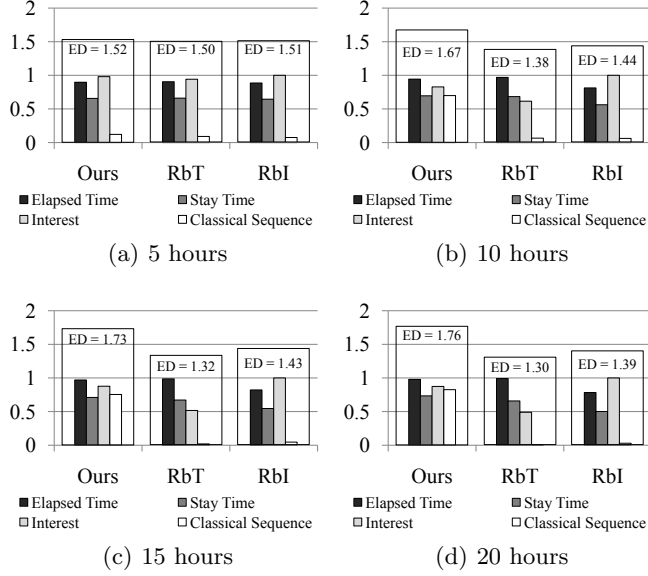 2
ED = 1.52 ED = 1.50 ED = 1.51
1.5
1
0.5
0
Ours RbT RbI
Elapsed Time Stay Time
Interest Classical Sequence
(a) 5 hours
2
ED = 1.67 ED = 1.38 ED = 1.44
1.5
1
0.5
0
Ours RbT RbI
Elapsed Time Stay Time
Interest Classical Sequence
(b) 10 hours
2
ED = 1.73 ED = 1.32 ED = 1.43
1.5
1
0.5
0
Ours RbT RbI
Elapsed Time Stay Time
Interest Classical Sequence
(c) 15 hours
2
ED = 1.76 ED = 1.30 ED = 1.39
1.5
1
0.5
0
Ours RbT RbI
Elapsed Time Stay Time
Interest Classical Sequence
(d) 20 hours